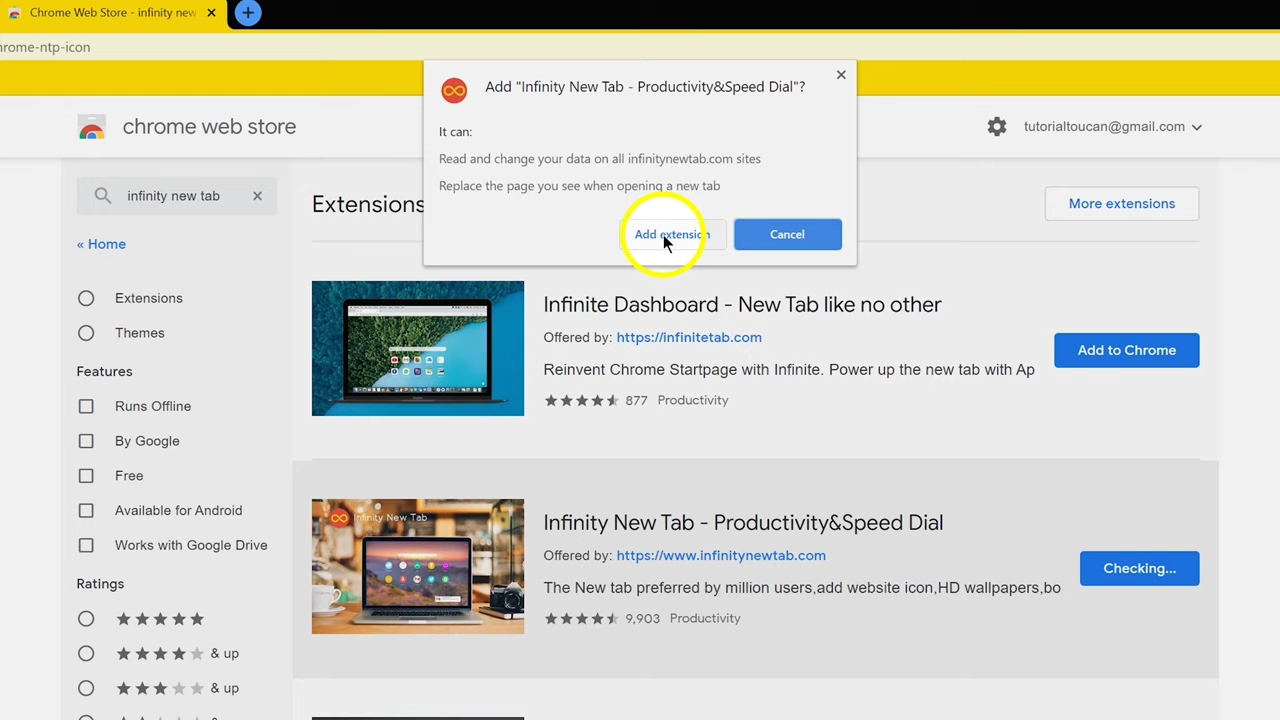 Chrome Web Store - infinity new
hrome-ntp-icon
Add "Infinity New Tab - Productivity&Speed Dial"?
It can:
Read and change your data on all infinitynewtab.com sites
Replace the page you see when opening a new tab
Add extension
Cancel
chrome web store
tutorialtoucan@gmail.com
infinity new tab
« Home
Extensions
Themes
Features
Runs Offline
By Google
Free
Available for Android
Works with Google Drive
Ratings
& up
& up
Extensions
More extensions
Infinite Dashboard - New Tab like no other
Offered by: https://infinitetab.com
Reinvent Chrome Startpage with Infinite. Power up the new tab with Ap
877 Productivity
Add to Chrome
Infinity New Tab
Infinity New Tab - Productivity&Speed Dial
Offered by: https://www.infinitynewtab.com
The New tab preferred by million users,add website icon,HD wallpapers,bo
9,903 Productivity
Checking...